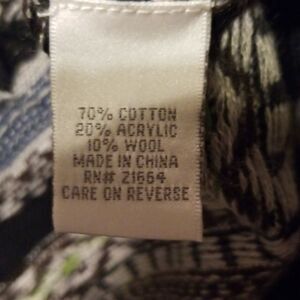 70% COTTON
20% ACRYLIC
10% WOOL
MADE IN CHINA
RN# 21664
CARE ON REVERSE